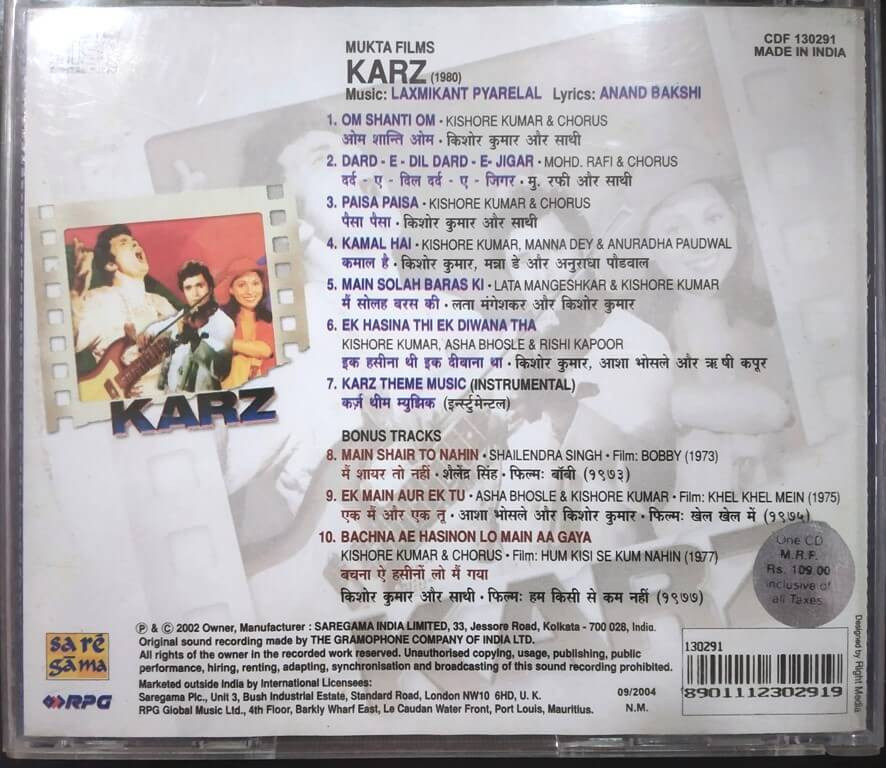 CDF 130291
MADE IN INDIA
MUKTA FILMS
KARZ (1980)
Music: LAXMIKANT PYARELAL Lyrics: ANAND BAKSHI
1. OM SHANTI OM • KISHORE KUMAR & CHORUS
ओम शान्ति ओम • किशोर कुमार और साथी
2. DARD - E - DIL DARD - E- JIGAR • MOHD. RAFI & CHORUS
दर्द - ए - दिल दर्द - ए - जिगर • मु. रफी और साथी
3. PAISA PAISA • KISHORE KUMAR & CHORUS
पैसा पैसा • किशोर कुमार और साथी
4. KAMAL HAI • KISHORE KUMAR, MANNA DEY & ANURADHA PAUDWAL
कमाल है • किशोर कुमार, मन्ना डे और अनुराधा पौडवाल
5. MAIN SOLAH BARAS KI • LATA MANGESHKAR & KISHORE KUMAR
मैं सोलह बरस की • लता मंगेशकर और किशोर कुमार
6. EK HASINA THI EK DIWANA THA
KISHORE KUMAR, ASHA BHOSLE & RISHI KAPOOR
इक हसीना थी इक दीवाना था • किशोर कुमार, आशा भोसले और ऋषी कपूर
7. KARZ THEME MUSIC (INSTRUMENTAL)
कर्ज़ थीम म्युझिक (इर्न्स्टुमेन्टल)
KARZ
BONUS TRACKS
8. MAIN SHAIR TO NAHIN • SHAILENDRA SINGH • Film: BOBBY (1973)
मैं शायर तो नहीं • शेलेंद्र सिंह • फिल्मः बॉबी (१९७३)
9. EK MAIN AUR EK TU • ASHA BHOSLE & KISHORE KUMAR • Film: KHEL KHEL MEIN (1975)
एक मैं और एक तू • आशा भोसले और किशोर कुमार • फिल्मः खेल खेल में (१९७५)
10. BACHNA AE HASINON LO MAIN AA GAYA
KISHORE KUMAR & CHORUS • Film: HUM KISI SE KUM NAHIN (1977)
बचना ऐ हसीनों लो मैं गया
किशोर कुमार और साथी • फिल्मः हम किसी से कम नहीं (१९७७)
One CD
M.R.F.
Rs. 109.00
inclusive of
all Taxes
℗ & © 2002 Owner, Manufacturer : SAREGAMA INDIA LIMITED, 33, Jessore Road, Kolkata - 700 028, India.
Original sound recording made by THE GRAMOPHONE COMPANY OF INDIA LTD.
All rights of the owner in the recorded work reserved. Unauthorised copying, usage, publishing, public
performance, hiring, renting, adapting, synchronisation and broadcasting of this sound recording prohibited.
Marketed outside India by International Licensees:
Saregama Plc., Unit 3, Bush Industrial Estate, Standard Road, London NW10 6HD, U. K.
RPG Global Music Ltd., 4th Floor, Barkly Wharf East, Le Caudan Water Front, Port Louis, Mauritius.
09/2004
N.M.
sa rē
gāma
RPG
130291
8901112302919
Designed by Right Media